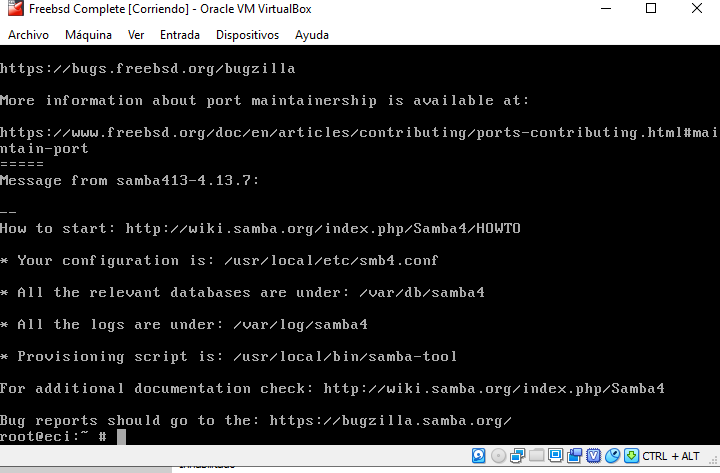 Freebsd Complete [Corriendo] - Oracle VM VirtualBox
Archivo Máquina Ver Entrada Dispositivos Ayuda
https://bugs.freebsd.org/bugzilla
More information about port maintainership is available at:
https://www.freebsd.org/doc/en/articles/contributing/ports-contributing.html#mai
ntain-port
=====
Message from samba413-4.13.7:
--
How to start: http://wiki.samba.org/index.php/Samba4/HOWTO
* Your configuration is: /usr/local/etc/smb4.conf
* All the relevant databases are under: /var/db/samba4
* All the logs are under: /var/log/samba4
* Provisioning script is: /usr/local/bin/samba-tool
For additional documentation check: http://wiki.samba.org/index.php/Samba4
Bug reports should go to the: https://bugzilla.samba.org/
root@eci:~ #
CTRL + ALT